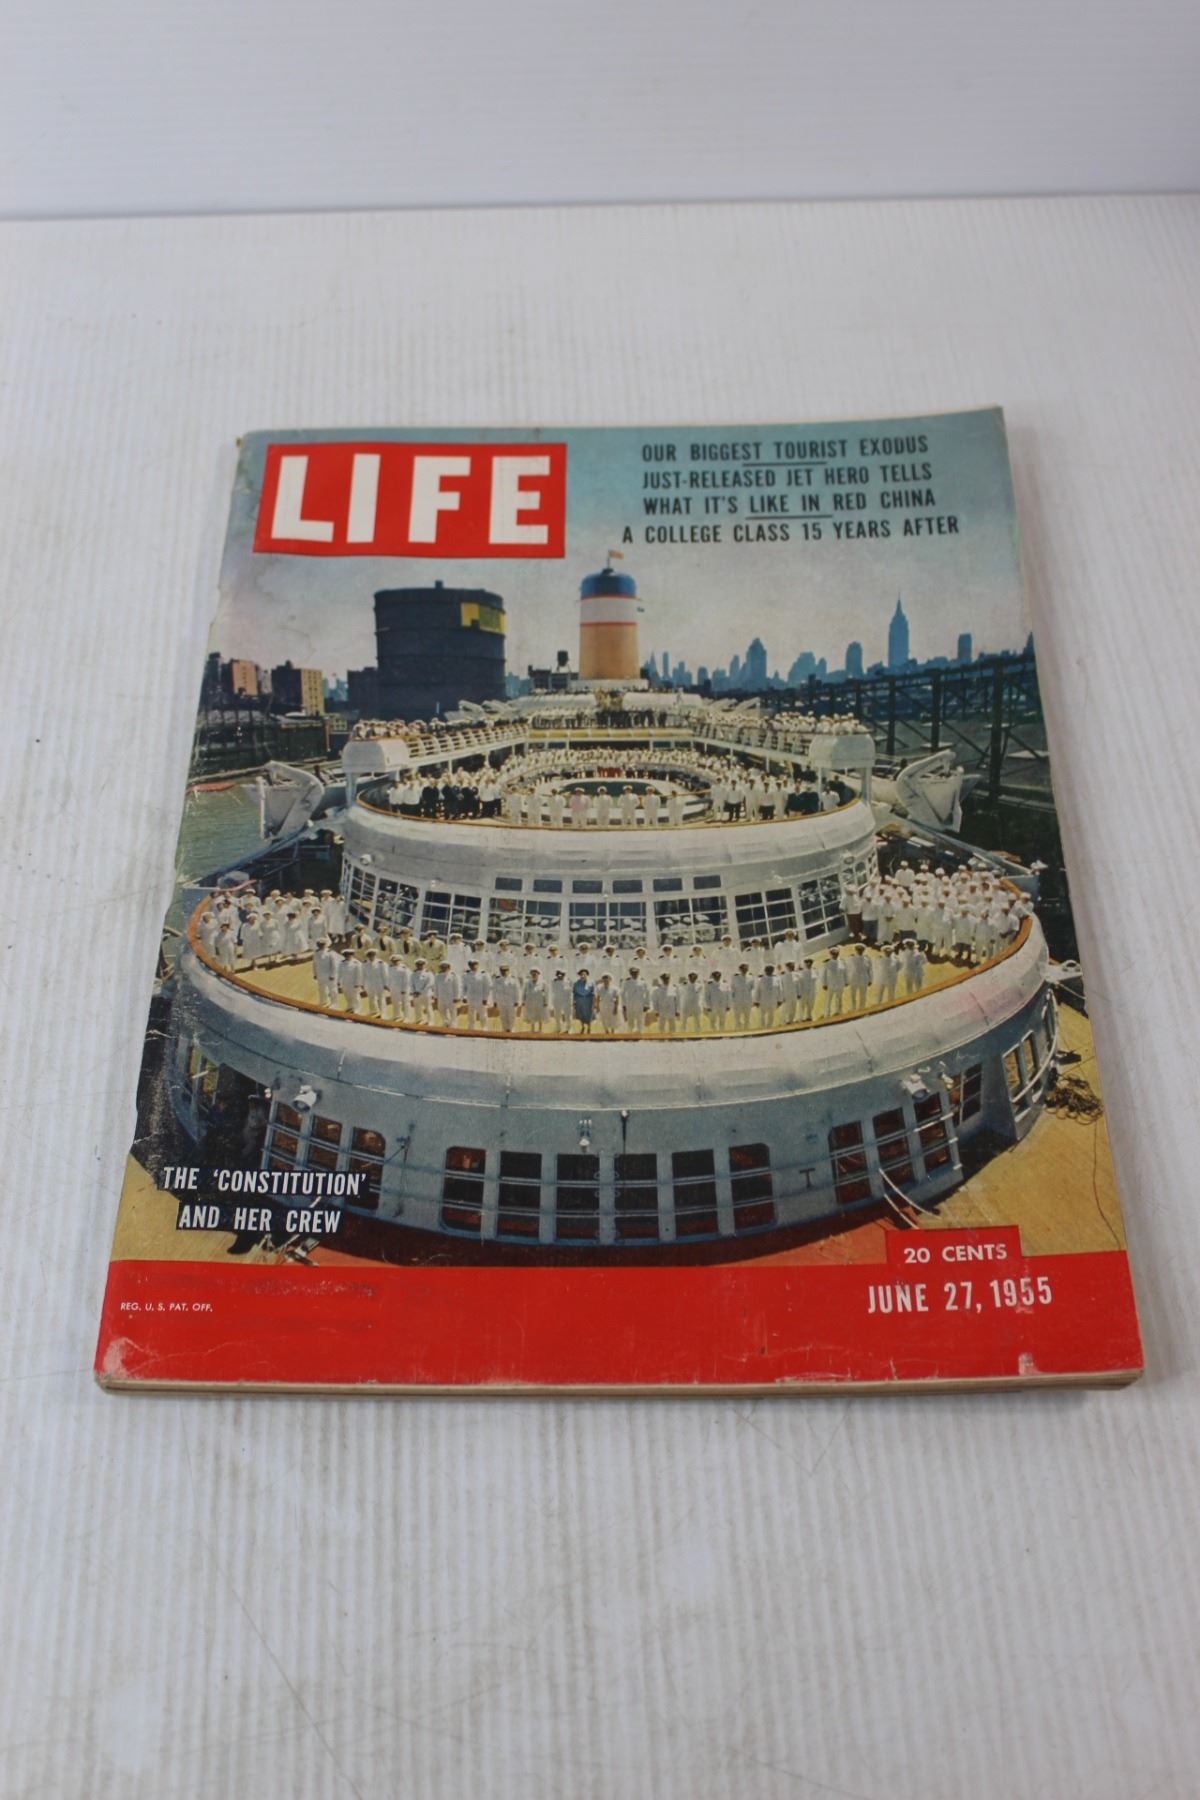 LIFE
OUR BIGGEST TOURIST EXODUS
JUST-RELEASED JET HERO TELLS
WHAT IT'S LIKE IN RED CHINA
A COLLEGE CLASS 15 YEARS AFTER
THE 'CONSTITUTION'
AND HER CREW
20 CENTS
REG. U. S. PAT. OFF.
JUNE 27, 1955